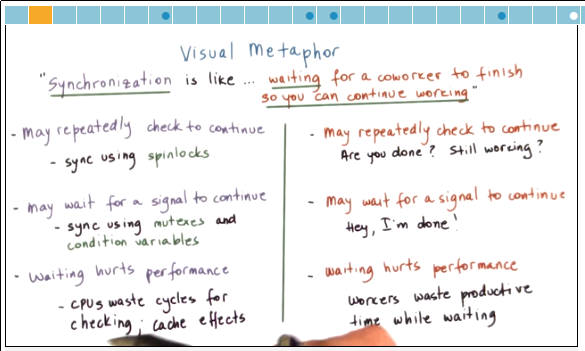 Visual Metaphor
"Synchronization is like ... waiting for a coworker to finish
so you can continue working"
- may repeatedly check to continue
- sync using spinlocks
- may wait for a signal to continue
- sync using mutexes and
condition variables
- waiting hurts performance
- CPUs waste cycles for
checking; cache effects
- may repeatedly check to continue
Are you done? Still working?
- may wait for a signal to continue
Hey, I'm done!
- waiting hurts performance
workers waste productive
time while waiting